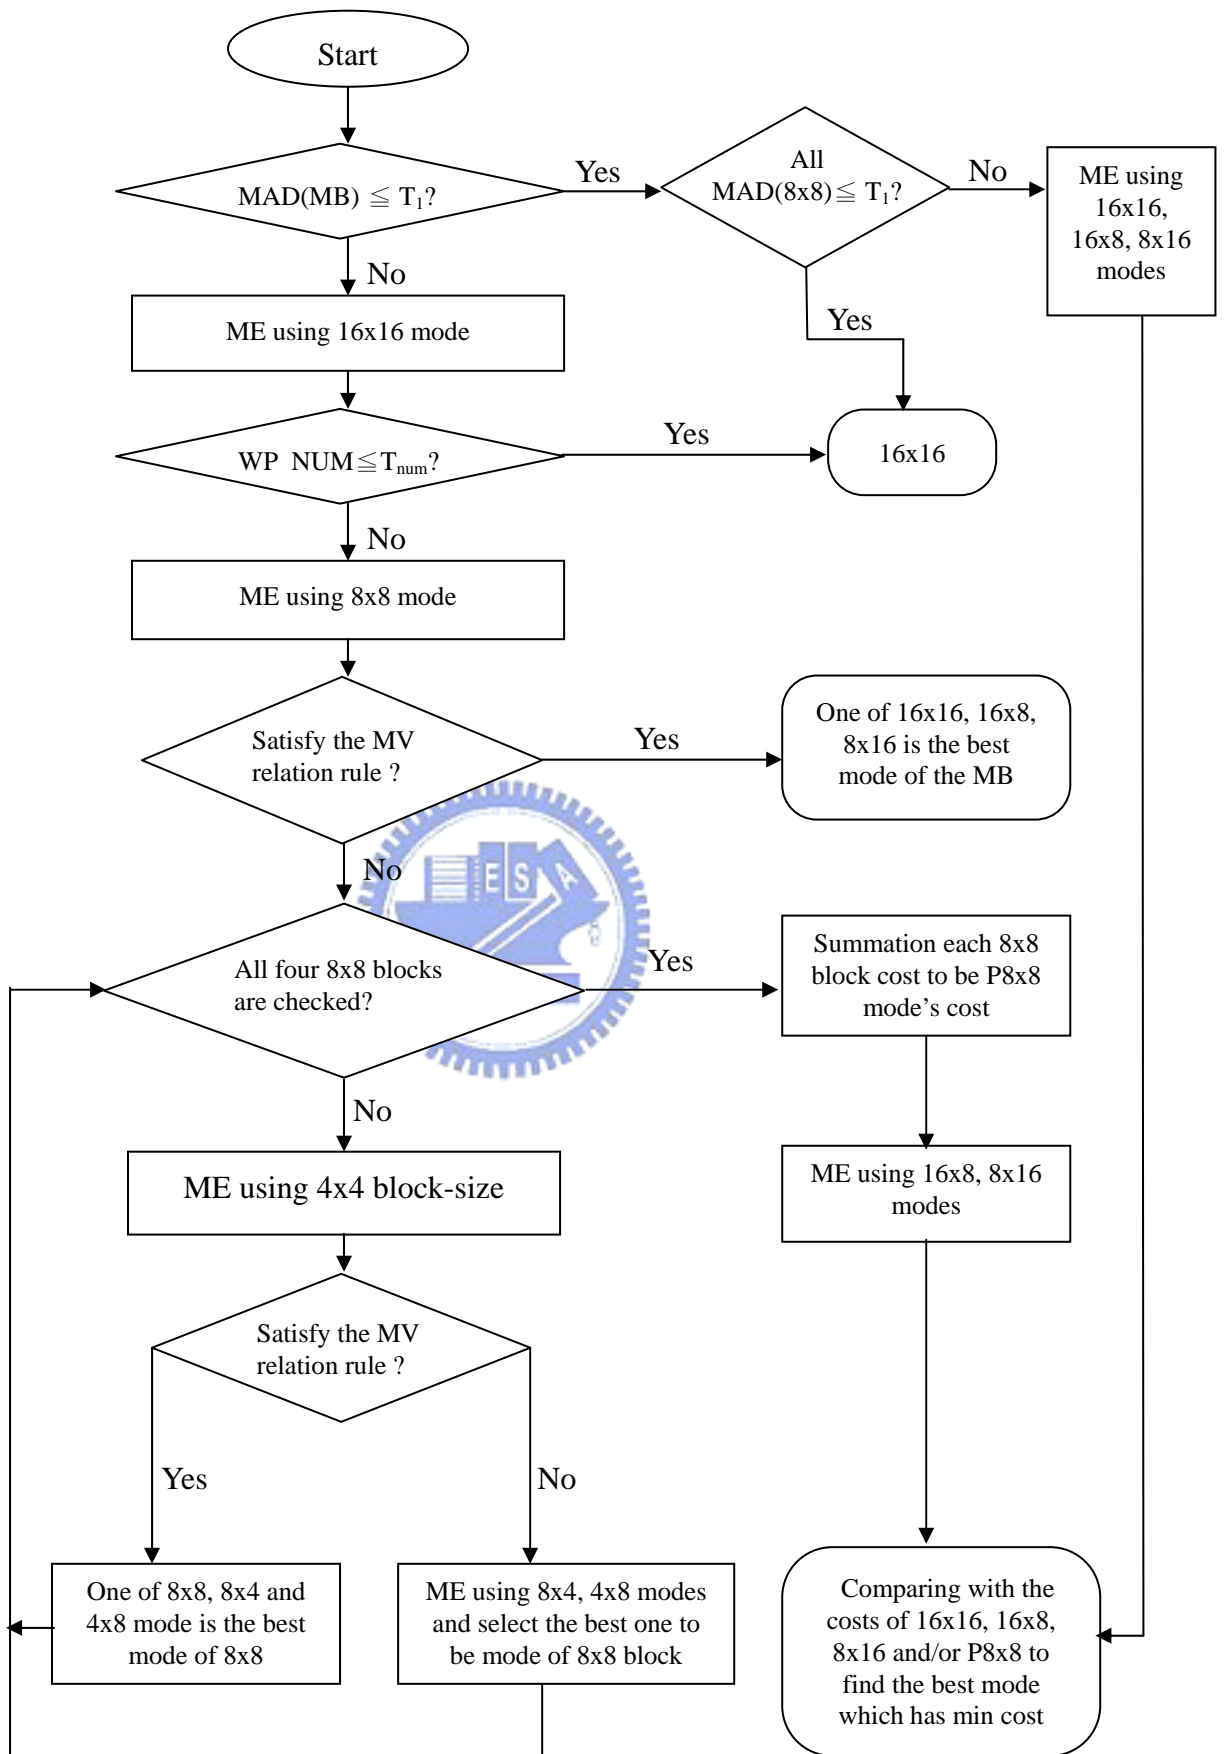 Start
MAD(MB) ≦ T1?
Yes
All
MAD(8x8)≦ T1?
No
ME using
16x16,
16x8, 8x16
modes
No
ME using 16x16 mode
Yes
WP NUM≦Tnum?
Yes
16x16
No
ME using 8x8 mode
Satisfy the MV
relation rule ?
Yes
One of 16x16, 16x8,
8x16 is the best
mode of the MB
No
ESA
All four 8x8 blocks
are checked?
Yes
Summation each 8x8
block cost to be P8x8
mode's cost
No
ME using 4x4 block-size
ME using 16x8, 8x16
modes
Satisfy the MV
relation rule ?
Yes
No
One of 8x8, 8x4 and
4x8 mode is the best
mode of 8x8
ME using 8x4, 4x8 modes
and select the best one to
be mode of 8x8 block
Comparing with the
costs of 16x16, 16x8,
8x16 and/or P8x8 to
find the best mode
which has min cost